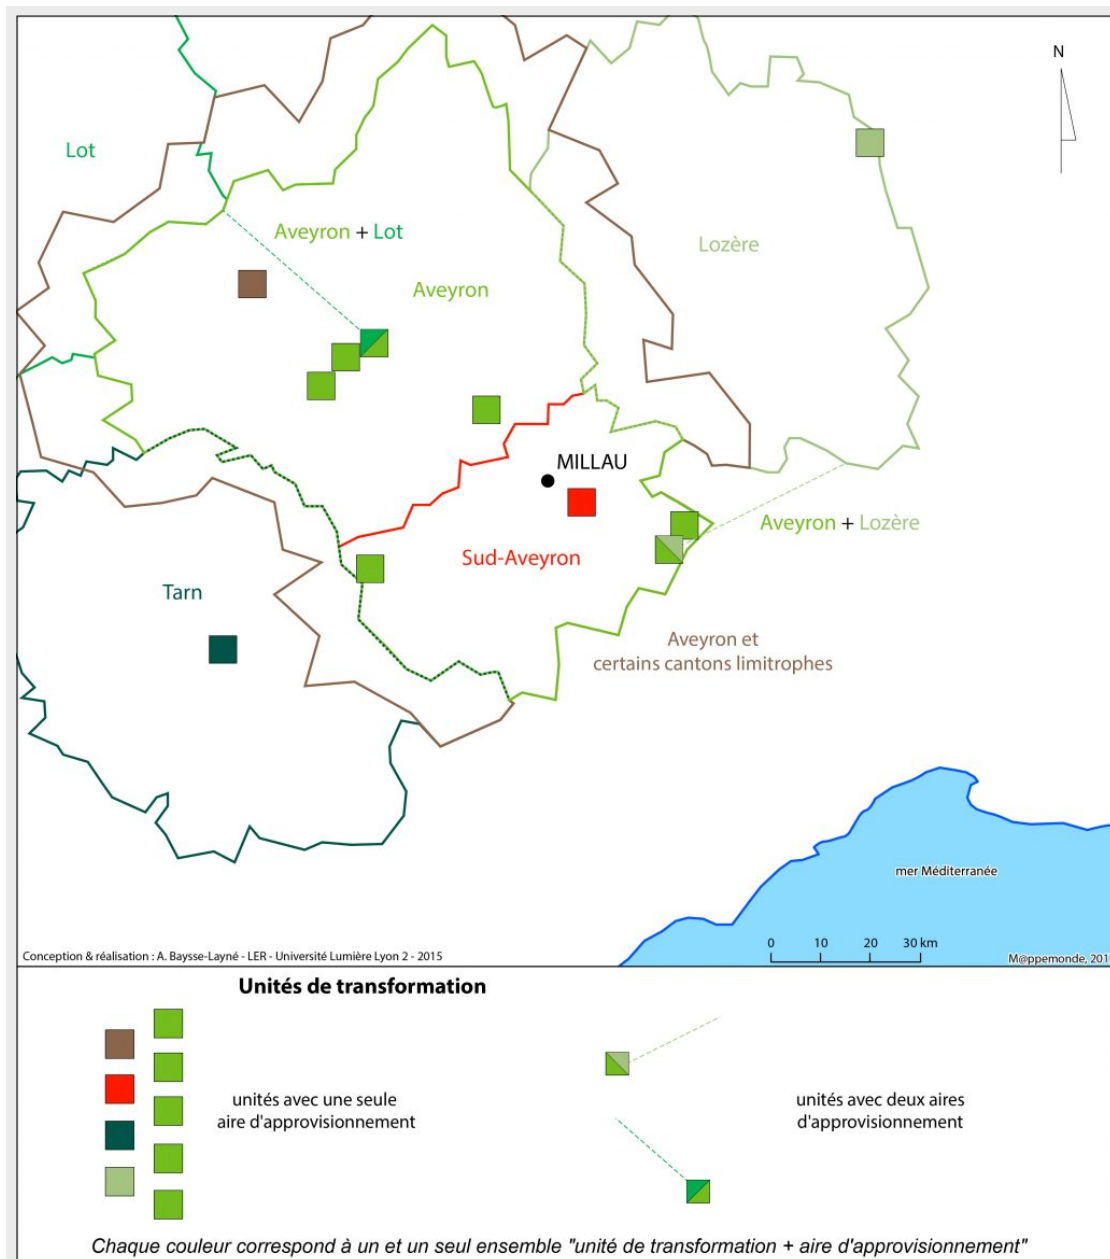 N
Lot
Aveyron + Lot
Lozère
Aveyron
MILLAU
Aveyron + Lozère
Sud-Aveyron
Tarn
Aveyron et
certains cantons limitrophes
mer Méditerranée
0 10 20 30 km
Conception & réalisation : A. Baysse-Layné - LER - Université Lumière Lyon 2 - 2015
M@ppemonde, 201
Unités de transformation
unités avec une seule
aire d'approvisionnement
unités avec deux aires
d'approvisionnement
Chaque couleur correspond à un et un seul ensemble "unité de transformation + aire d'approvisionnement"